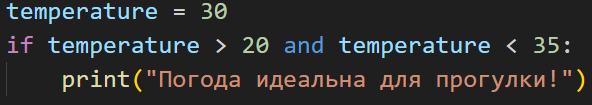 temperature = 30
if temperature > 20 and temperature < 35:
    print("Погода идеальна для прогулки!")